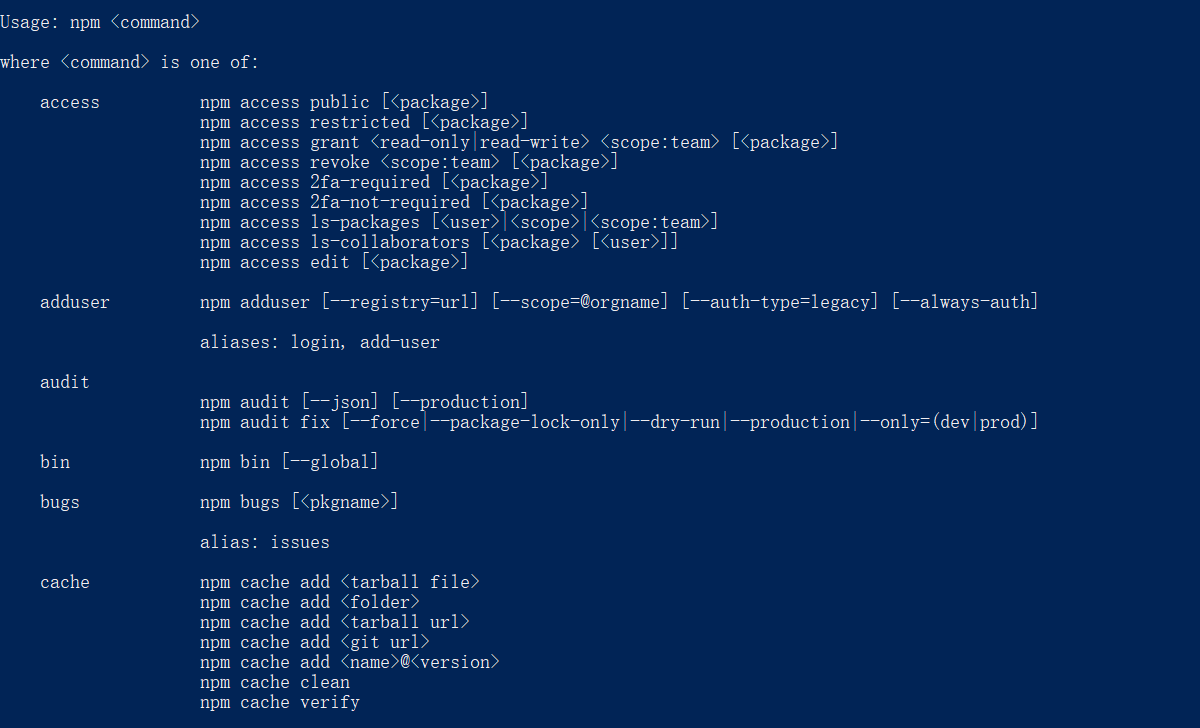 Usage: npm <command>
where <command> is one of:
access npm access public [<package>]
npm access restricted [<package>]
npm access grant <read-only|read-write> <scope:team> [<package>]
npm access revoke <scope:team> [<package>]
npm access 2fa-required [<package>]
npm access 2fa-not-required [<package>]
npm access ls-packages [<user>|<scope>|<scope:team>]
npm access ls-collaborators [<package> [<user>]]
npm access edit [<package>]
adduser npm adduser [--registry=url] [--scope=@orgname] [--auth-type=legacy] [--always-auth]
aliases: login, add-user
audit
npm audit [--json] [--production]
npm audit fix [--force|--package-lock-only|--dry-run|--production|--only=(dev|prod)]
bin npm bin [--global]
bugs npm bugs [<pkgname>]
alias: issues
cache npm cache add <tarball file>
npm cache add <folder>
npm cache add <tarball url>
npm cache add <git url>
npm cache add <name>@<version>
npm cache clean
npm cache verify